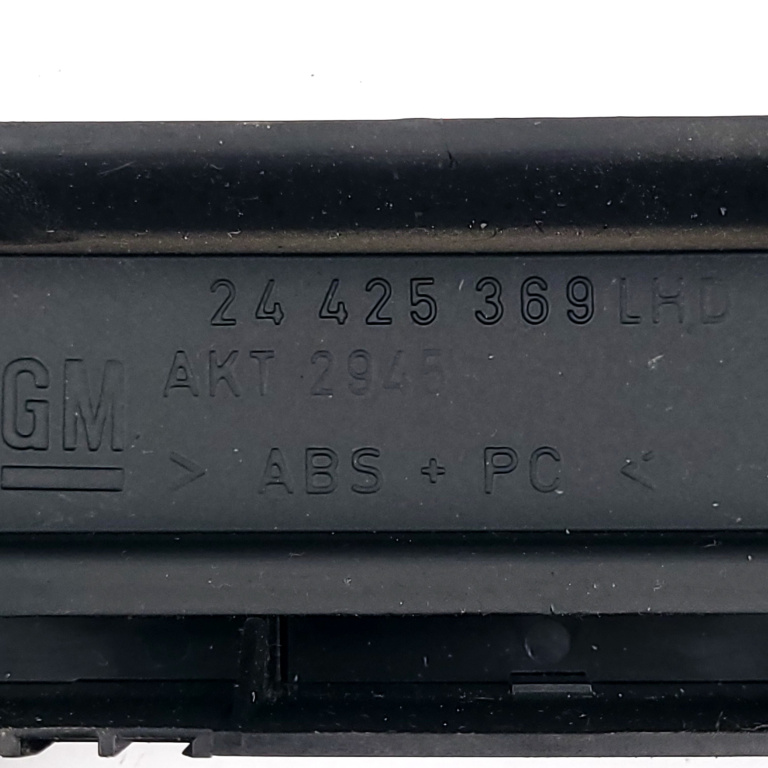 24 425 369 LHD
GM
AKT 2945
> ABS + PC <